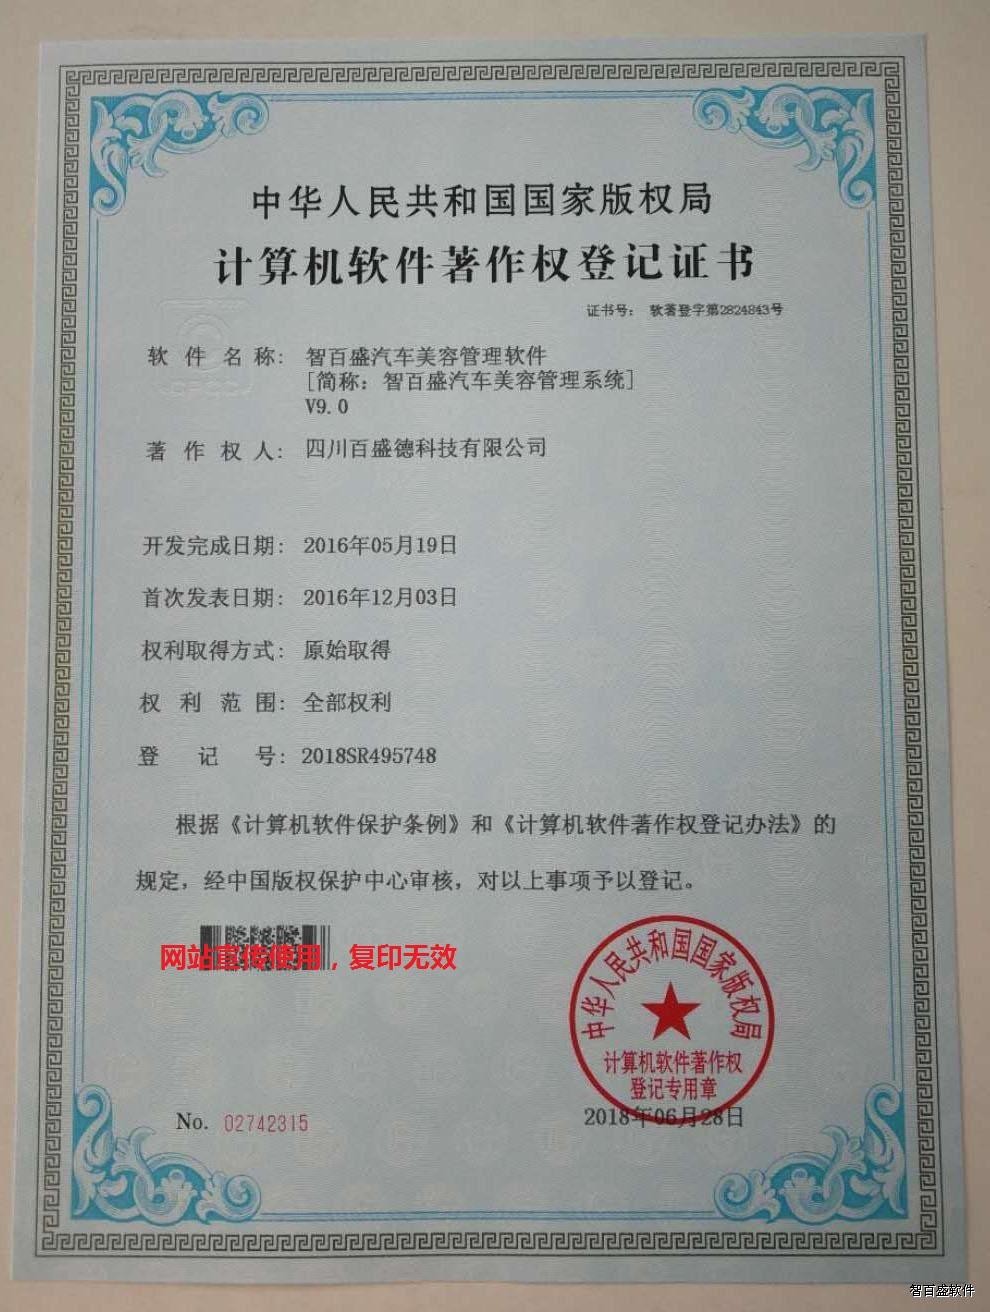 中华人民共和国国家版权局
计算机软件著作权登记证书
证书号： 软著登字第2824843号
软件名称： 智百盛汽车美容管理软件
[简称：智百盛汽车美容管理系统]
V9.0
著作权人： 四川百盛德科技有限公司
开发完成日期： 2016年05月19日
首次发表日期： 2016年12月03日
权利取得方式： 原始取得
权利范围： 全部权利
登记号： 2018SR495748
根据《计算机软件保护条例》和《计算机软件著作权登记办法》的
规定，经中国版权保护中心审核，对以上事项予以登记。
网站宣传使用，复印无效
中华人民共和国国家版权局
计算机软件著作权
登记专用章
No. 02742315
2018年06月28日
智百盛软件